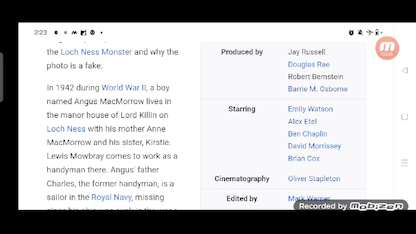 2:23
the Loch Ness Monster and why the
photo is a fake.
In 1942 during World War II, a boy
named Angus MacMorrow lives in
the manor house of Lord Killin on
Loch Ness with his mother Anne
MacMorrow and his sister, Kirstie.
Lewis Mowbray comes to work as a
handyman there. Angus' father
Charles, the former handyman, is a
sailor in the Royal Navy, missing
Produced by
Jay Russell
Douglas Rae
Robert Bernstein
Barrie M. Osborne
Starring
Emily Watson
Alex Etel
Ben Chaplin
David Morrissey
Brian Cox
Cinematography
Oliver Stapleton
Edited by
Mark Warner
Recorded by Mobizen